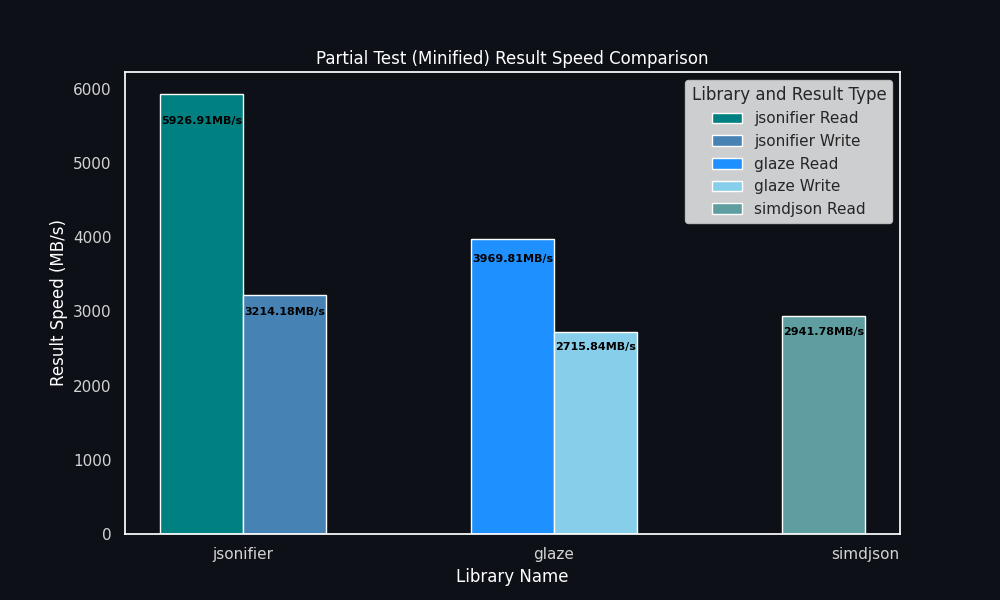 Partial Test (Minified) Result Speed Comparison
Library and Result Type
jsonifier Read
jsonifier Write
glaze Read
glaze Write
simdjson Read
Result Speed (MB/s)
6000
5000
4000
3000
2000
1000
0
5926.91MB/s
3214.18MB/s
3969.81MB/s
2715.84MB/s
2941.78MB/s
jsonifier
glaze
simdjson
Library Name